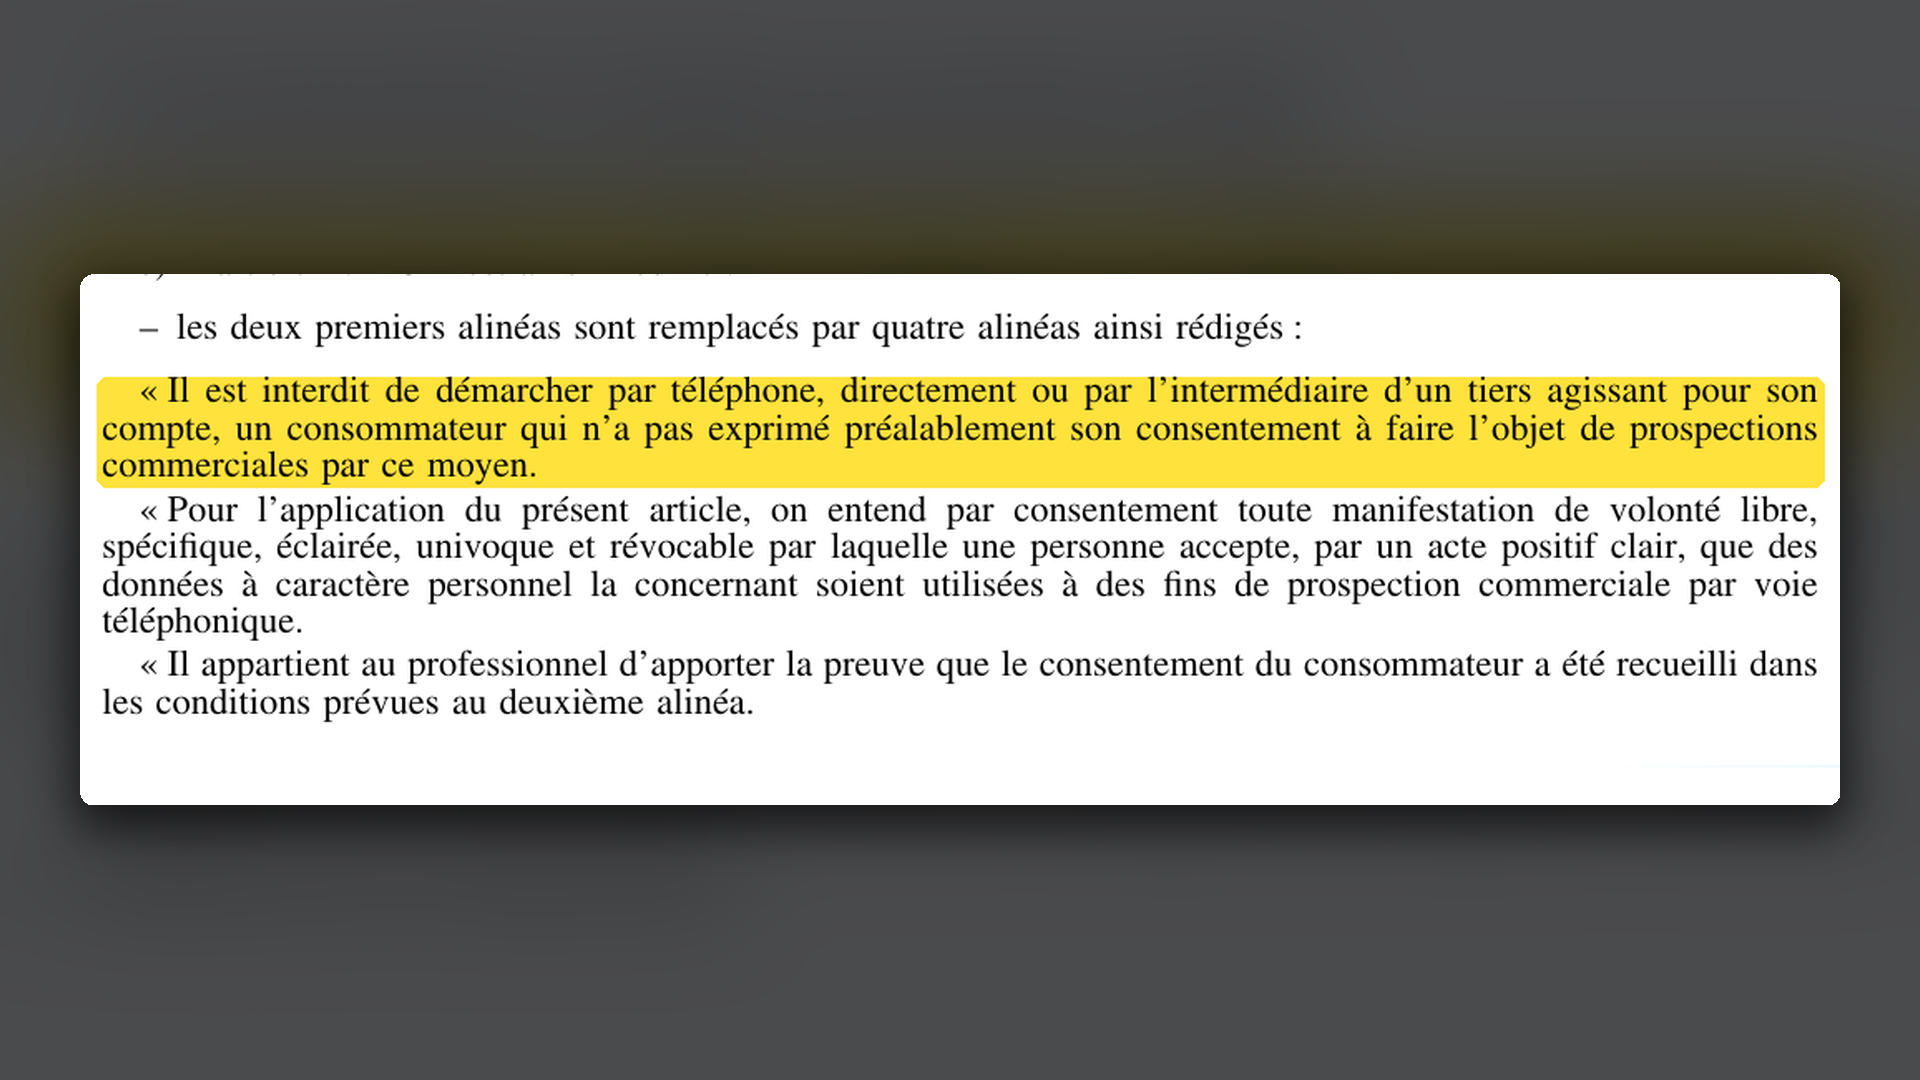 – les deux premiers alinéas sont remplacés par quatre alinéas ainsi rédigés :
« Il est interdit de démarcher par téléphone, directement ou par l’intermédiaire d’un tiers agissant pour son
compte, un consommateur qui n’a pas exprimé préalablement son consentement à faire l’objet de prospections
commerciales par ce moyen.
« Pour l’application du présent article, on entend par consentement toute manifestation de volonté libre,
spécifique, éclairée, univoque et révocable par laquelle une personne accepte, par un acte positif clair, que des
données à caractère personnel la concernant soient utilisées à des fins de prospection commerciale par voie
téléphonique.
« Il appartient au professionnel d’apporter la preuve que le consentement du consommateur a été recueilli dans
les conditions prévues au deuxième alinéa.